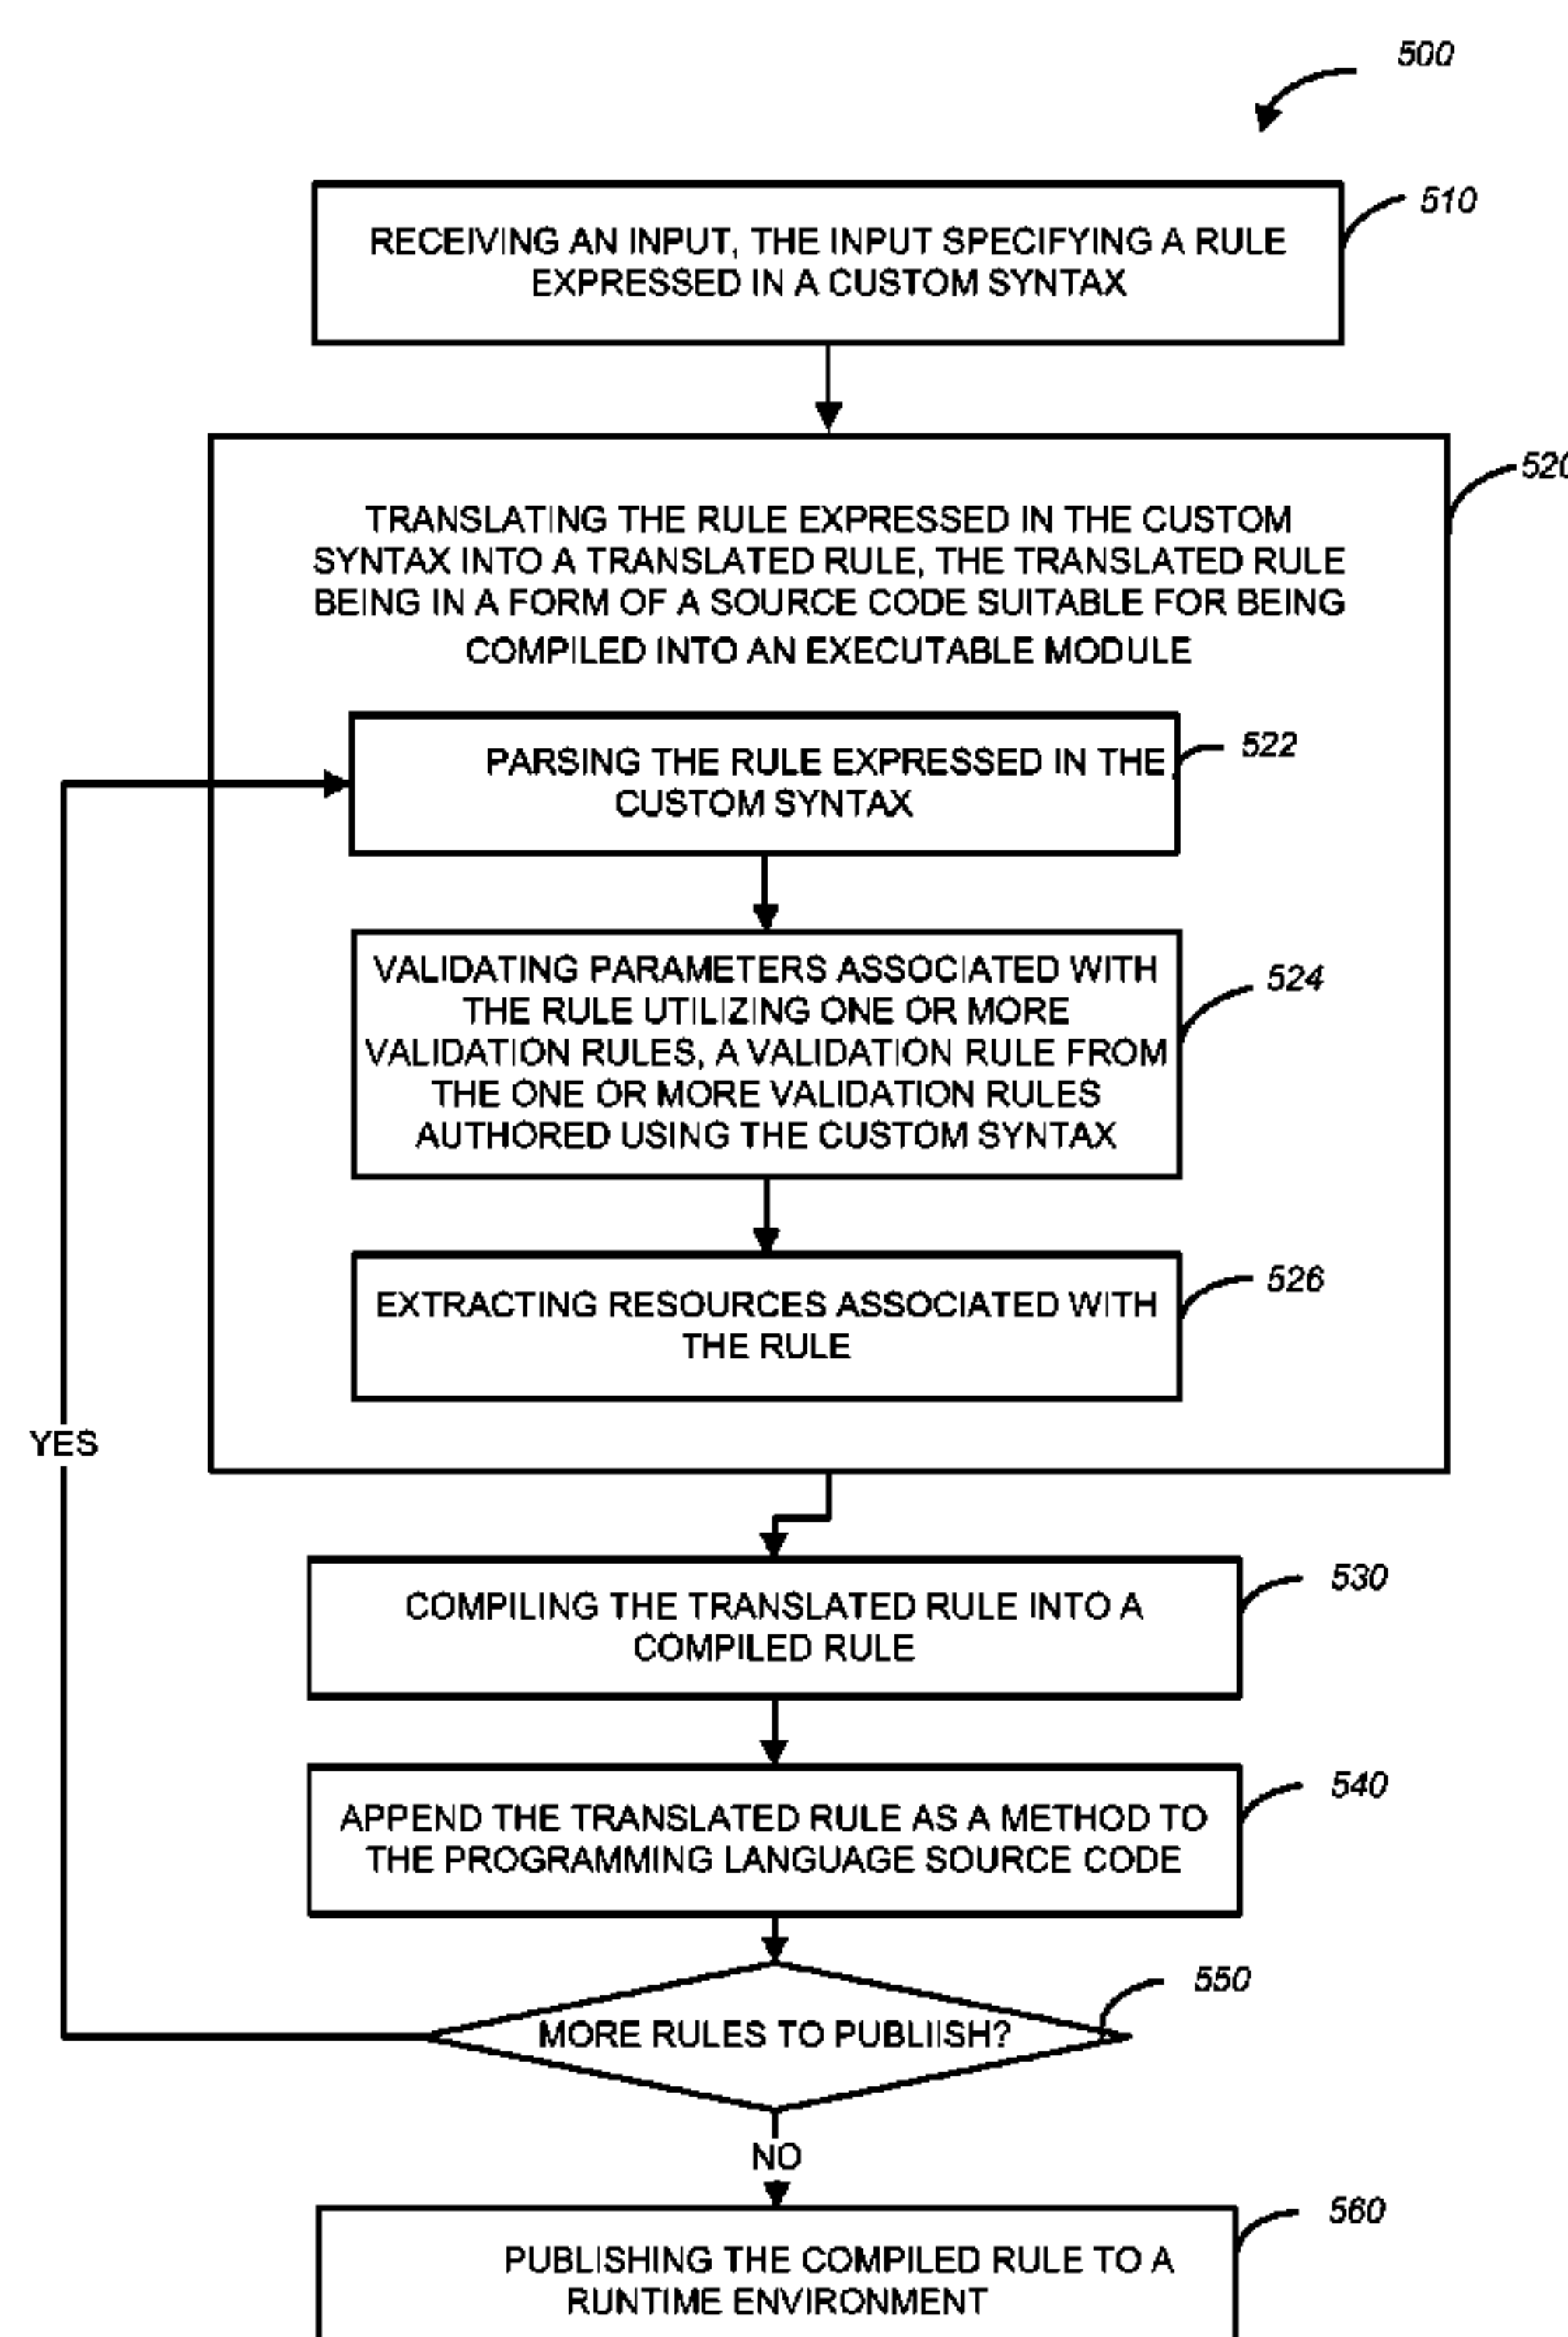 500
RECEIVING AN INPUT, THE INPUT SPECIFYING A RULE
EXPRESSED IN A CUSTOM SYNTAX
510
TRANSLATING THE RULE EXPRESSED IN THE CUSTOM
SYNTAX INTO A TRANSLATED RULE, THE TRANSLATED RULE
BEING IN A FORM OF A SOURCE CODE SUITABLE FOR BEING
COMPILED INTO AN EXECUTABLE MODULE
520
PARSING THE RULE EXPRESSED IN THE
CUSTOM SYNTAX
522
VALIDATING PARAMETERS ASSOCIATED WITH
THE RULE UTILIZING ONE OR MORE
VALIDATION RULES, A VALIDATION RULE FROM
THE ONE OR MORE VALIDATION RULES
AUTHORED USING THE CUSTOM SYNTAX
524
EXTRACTING RESOURCES ASSOCIATED WITH
THE RULE
526
YES
COMPILING THE TRANSLATED RULE INTO A
COMPILED RULE
530
APPEND THE TRANSLATED RULE AS A METHOD TO
THE PROGRAMMING LANGUAGE SOURCE CODE
540
MORE RULES TO PUBLIISH?
550
NO
PUBLISHING THE COMPILED RULE TO A
RUNTIME ENVIRONMENT
560